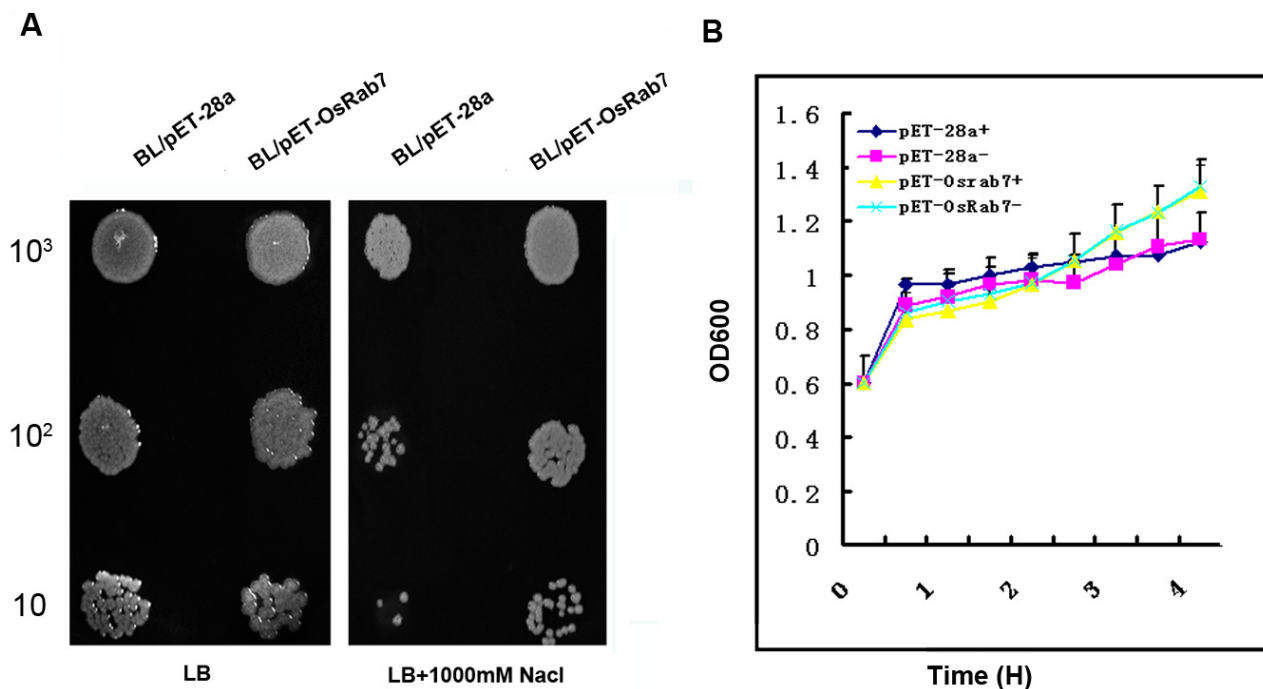 A
BL/pET-28a
BL/pET-OsRab7
BL/pET-28a
BL/pET-OsRab7
10³
10²
10
LB
LB+1000mM Nacl
B
pET-28a+
pET-28a-
pET-Osrab7+
pET-OsRab7-
1.6
1.4
1.2
1
0.8
0.6
0.4
0.2
0
OD600
0 1 2 3 4
Time (H)